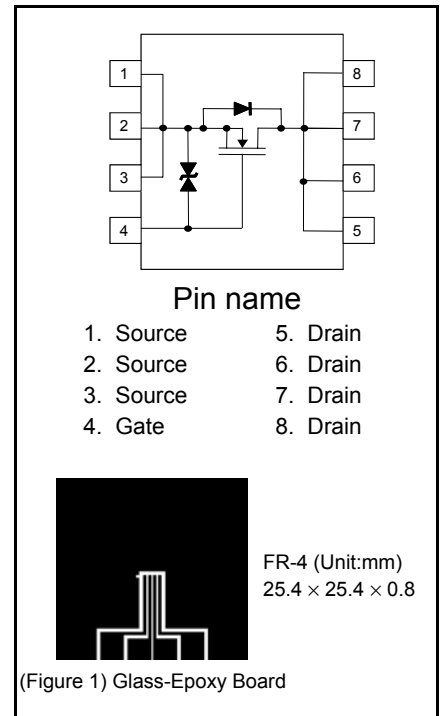 1
2
3
4
8
7
6
5
Pin name
1. Source
2. Source
3. Source
4. Gate
5. Drain
6. Drain
7. Drain
8. Drain
FR-4 (Unit:mm)
25.4 × 25.4 × 0.8
(Figure 1) Glass-Epoxy Board